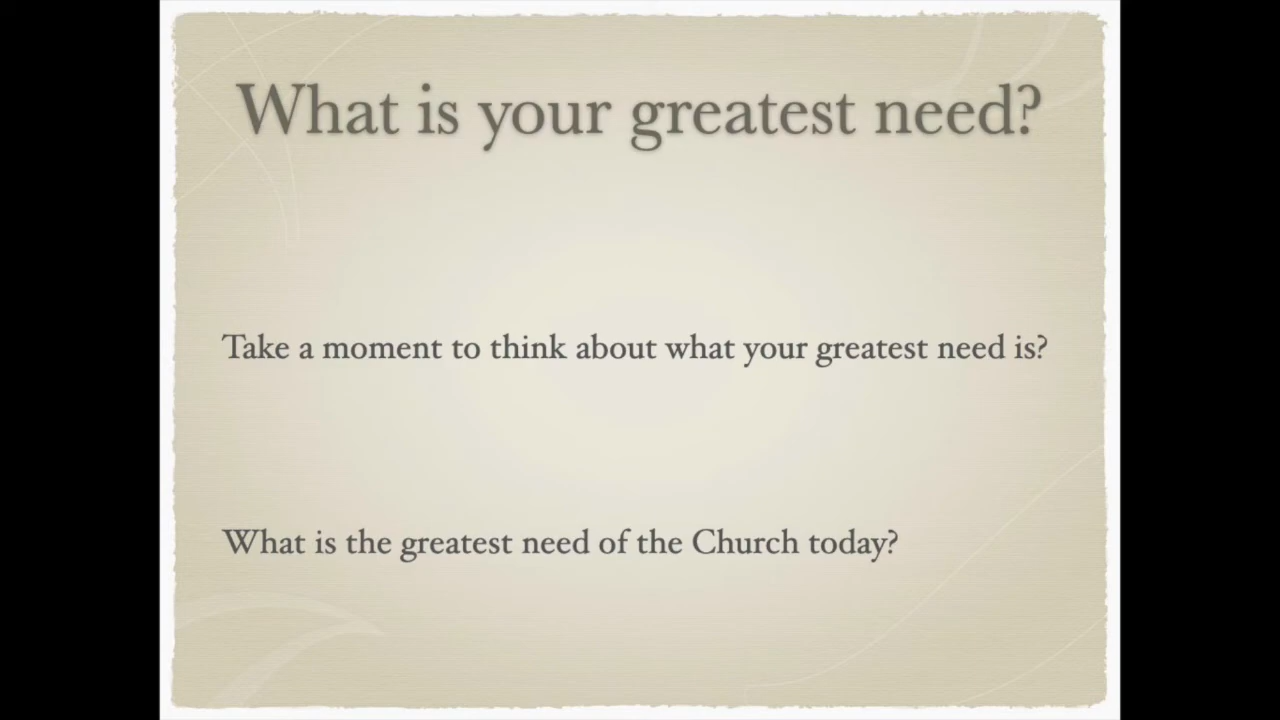 What is your greatest need?
Take a moment to think about what your greatest need is?
What is the greatest need of the Church today?